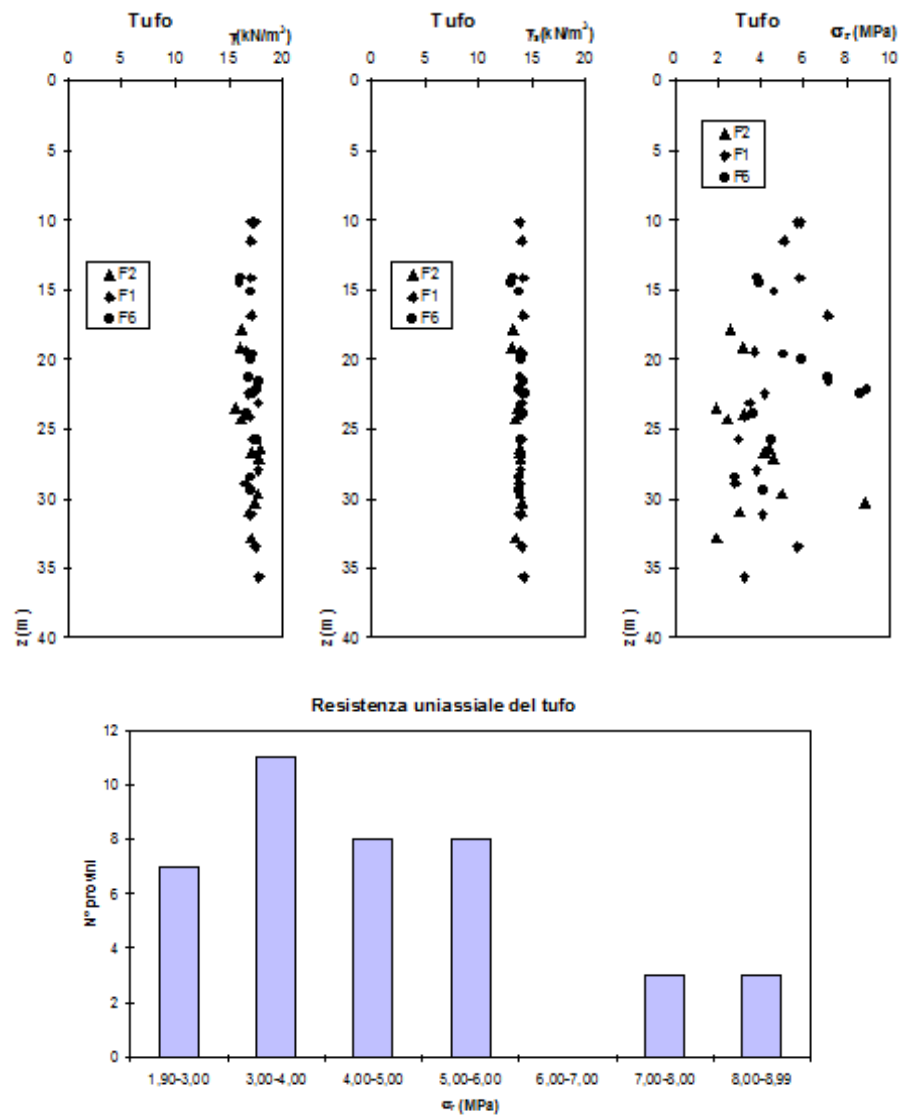 Tufo
γ(kN/m³)
0 5 10 15 20
0
5
10
15
20
25
30
35
40
z (m)
F2
F1
F6
Tufo
γs(kN/m³)
0 5 10 15 20
0
5
10
15
20
25
30
35
40
z (m)
F2
F1
F6
Tufo
σr (MPa)
0 2 4 6 8 10
0
5
10
15
20
25
30
35
40
z (m)
F2
F1
F6
Resistenza uniassiale del tufo
12
10
8
6
4
2
0
N° provini
1,90-3,00 3,00-4,00 4,00-5,00 5,00-6,00 6,00-7,00 7,00-8,00 8,00-8,99
σr (MPa)